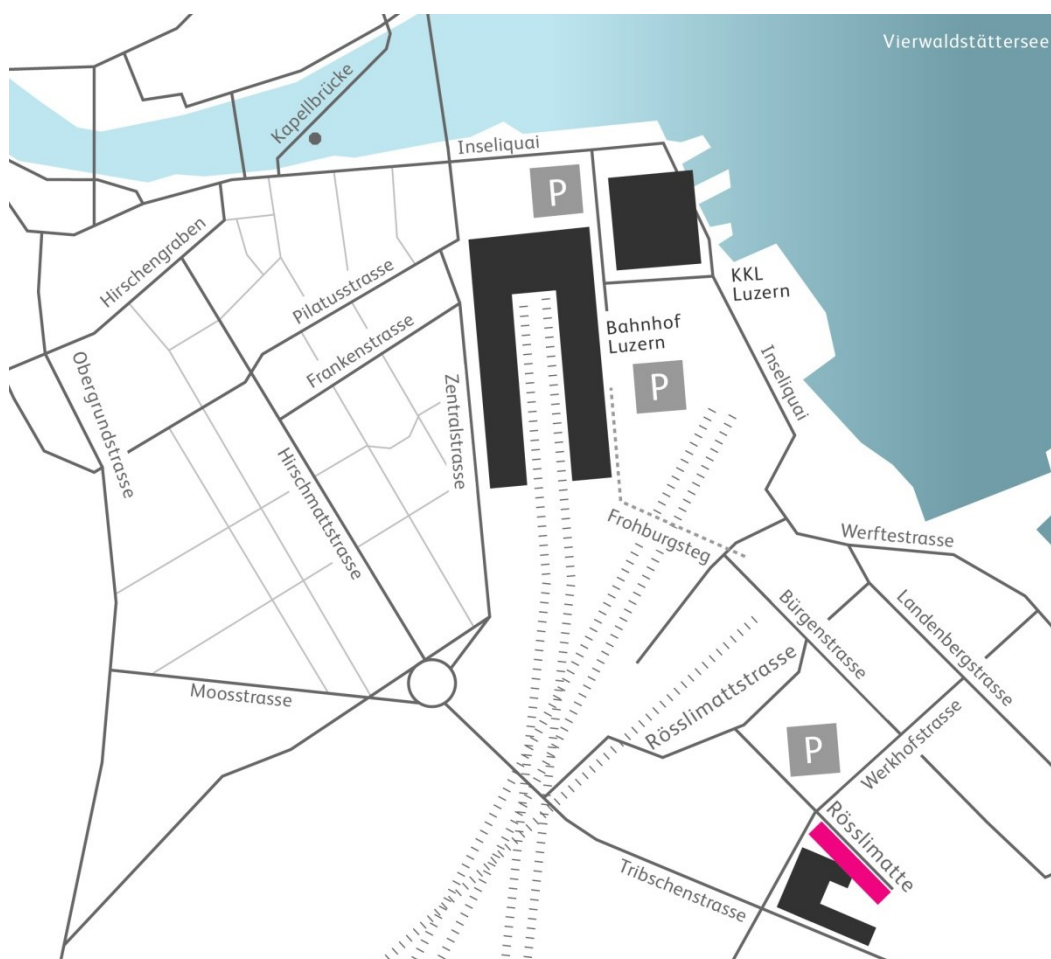 Vierwaldstättersee
Kapellbrücke
Inseliquai
P
Hirschengraben
Pilatusstrasse
KKL
Luzern
Bahnhof
Luzern
Frankenstrasse
Obergrundstrasse
Zentralstrasse
P
Inseliquai
Hirschmattstrasse
Frohburgsteg
Werftestrasse
Bürgenstrasse
Landenbergstrasse
Moosstrasse
Rösslimattstrasse
P
Werkhofstrasse
Rösslimatte
Tribschenstrasse